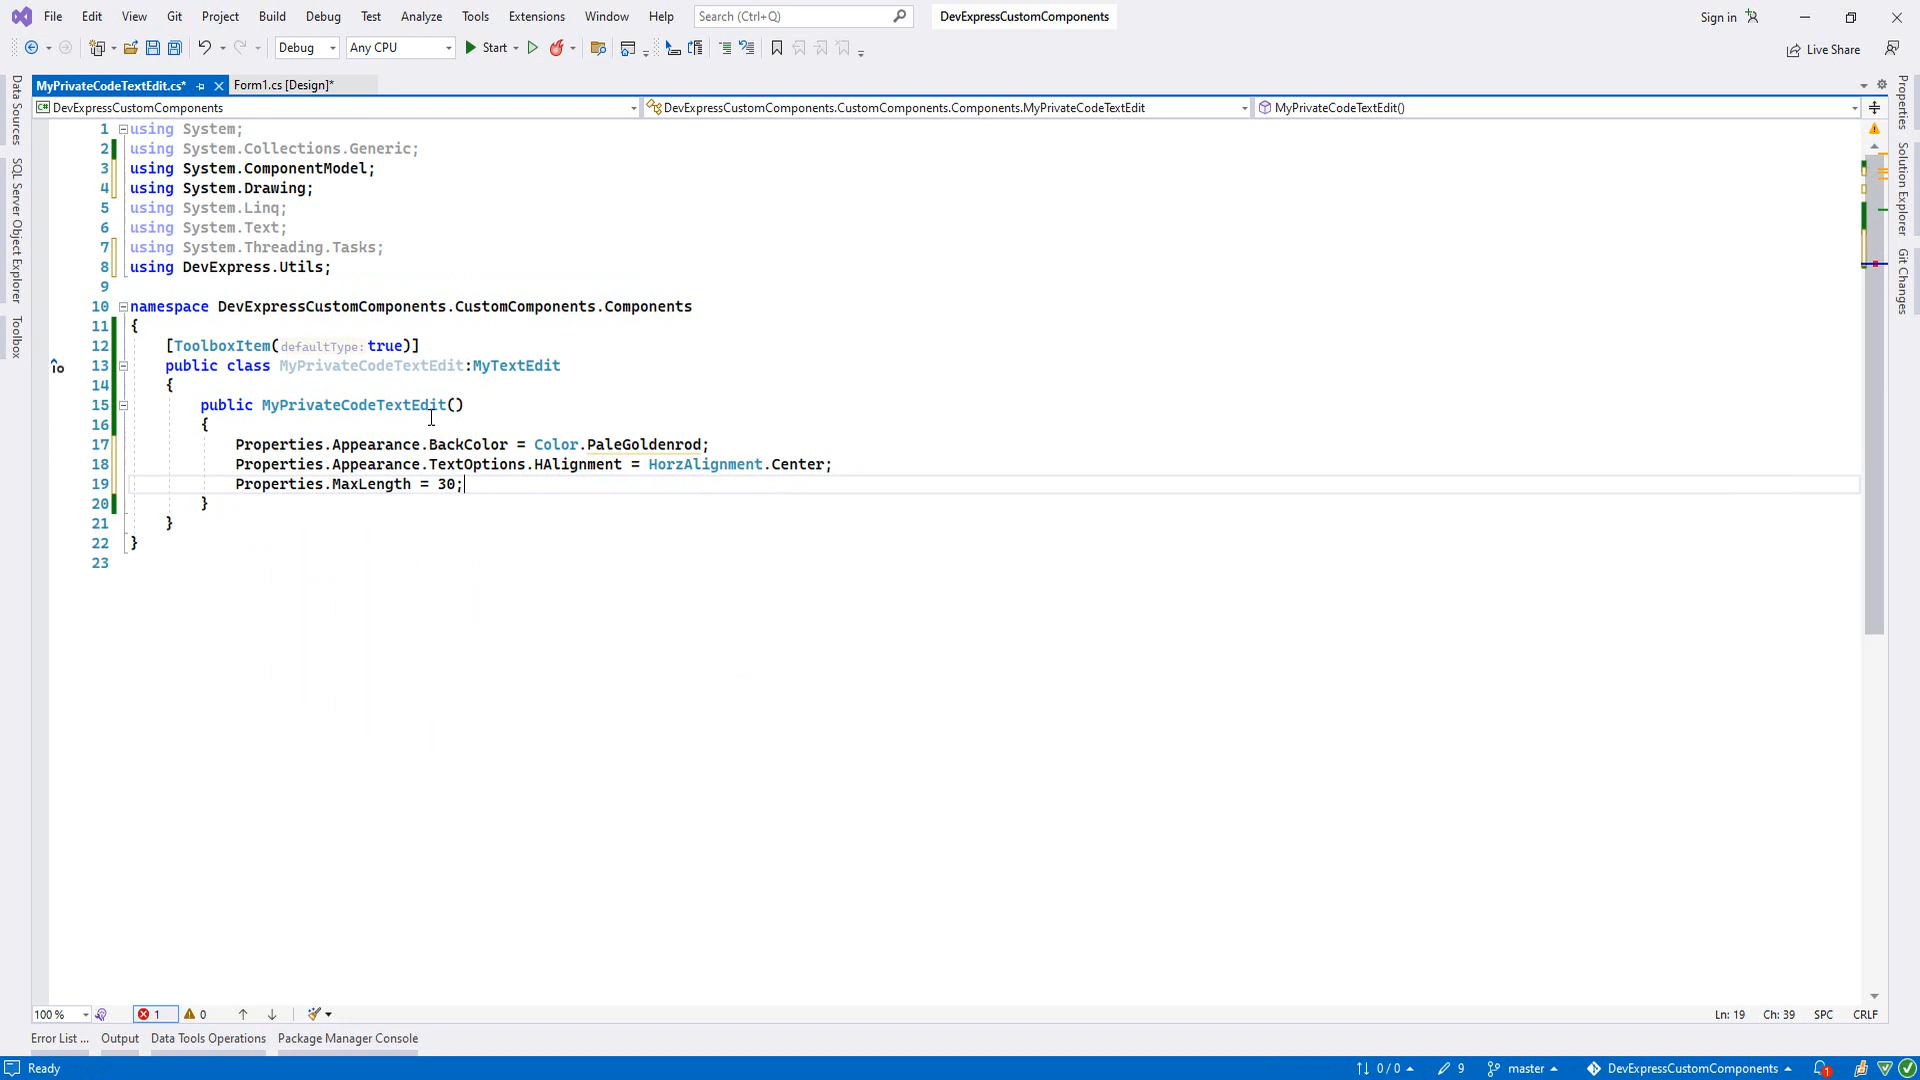 File Edit View Git Project Build Debug Test Analyze Tools Extensions Window Help Search (Ctrl+Q) DevExpressCustomComponents Sign in
Debug Any CPU Start Live Share
MyPrivateCodeTextEdit.cs* Form1.cs [Design]*
DevExpressCustomComponents DevExpressCustomComponents.CustomComponents.Components.MyPrivateCodeTextEdit MyPrivateCodeTextEdit()
1 using System;
2 using System.Collections.Generic;
3 using System.ComponentModel;
4 using System.Drawing;
5 using System.Linq;
6 using System.Text;
7 using System.Threading.Tasks;
8 using DevExpress.Utils;
9
10 namespace DevExpressCustomComponents.CustomComponents.Components
11 {
12 [ToolboxItem(defaultType: true)]
13 public class MyPrivateCodeTextEdit:MyTextEdit
14 {
15 public MyPrivateCodeTextEdit()
16 {
17 Properties.Appearance.BackColor = Color.PaleGoldenrod;
18 Properties.Appearance.TextOptions.HAlignment = HorzAlignment.Center;
19 Properties.MaxLength = 30;
20 }
21 }
22 }
23
Data Sources
SQL Server Object Explorer
Toolbox
Properties
Solution Explorer
Git Changes
100 % 1 0 Ln: 19 Ch: 39 SPC CRLF
Error List ... Output Data Tools Operations Package Manager Console
Ready 0 / 0 9 master DevExpressCustomComponents 1